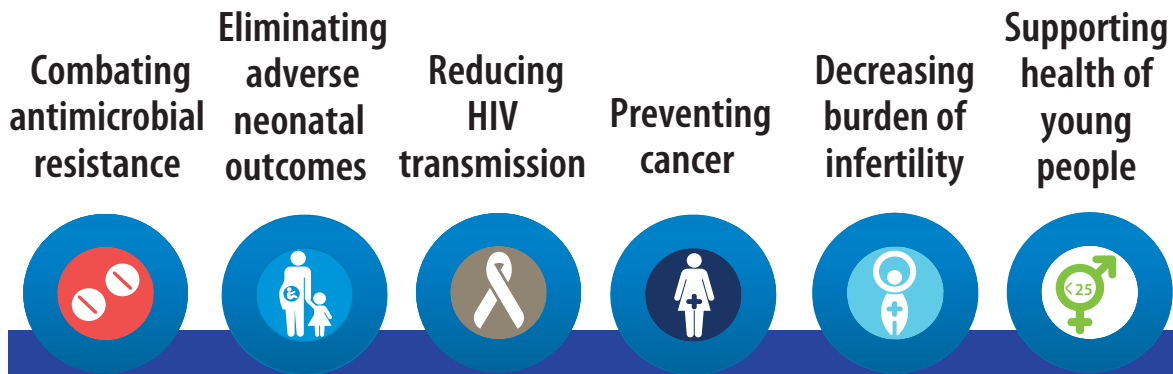 Combating
antimicrobial
resistance
Eliminating
adverse
neonatal
outcomes
Reducing
HIV
transmission
Preventing
cancer
Decreasing
burden of
infertility
Supporting
health of
young
people
<25